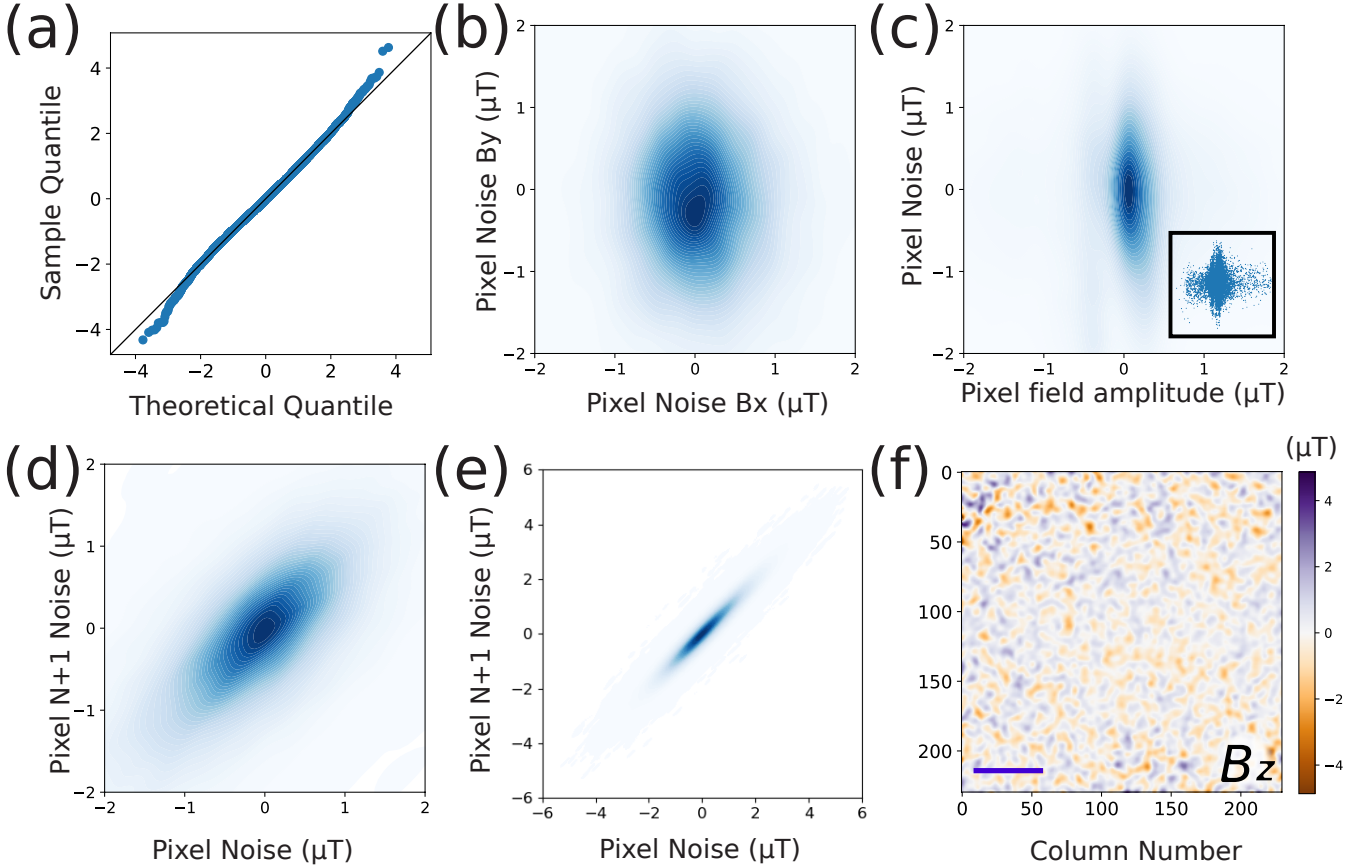 (a)
Sample Quantile
4
2
0
−2
−4
−4 −2 0 2 4
Theoretical Quantile
(b)
Pixel Noise By (µT)
2
1
0
−1
−2
−2 −1 0 1 2
Pixel Noise Bx (µT)
(c)
Pixel Noise (µT)
2
1
0
−1
−2
−2 −1 0 1 2
Pixel field amplitude (µT)
(d)
Pixel N+1 Noise (µT)
2
1
0
−1
−2
−2 −1 0 1 2
Pixel Noise (µT)
(e)
Pixel N+1 Noise (µT)
6
4
2
0
−2
−4
−6
−6 −4 −2 0 2 4 6
Pixel Noise (µT)
(f)
0
50
100
150
200
0 50 100 150 200
Column Number
Bz
(µT)
4
2
0
−2
−4